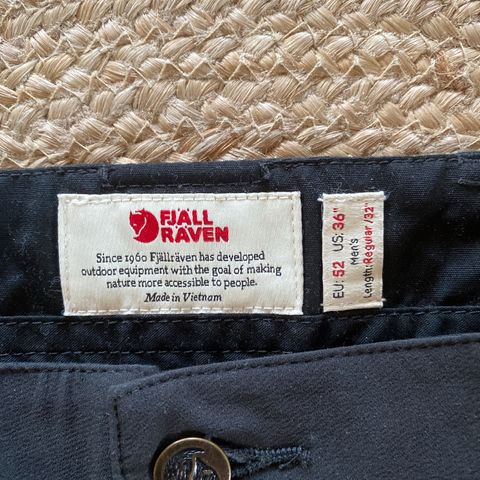 FJÄLL
RÄVEN
Since 1960 Fjällräven has developed
outdoor equipment with the goal of making
nature more accessible to people.
Made in Vietnam
EU: 52 US: 36"
Men's
Length: Regular /32"